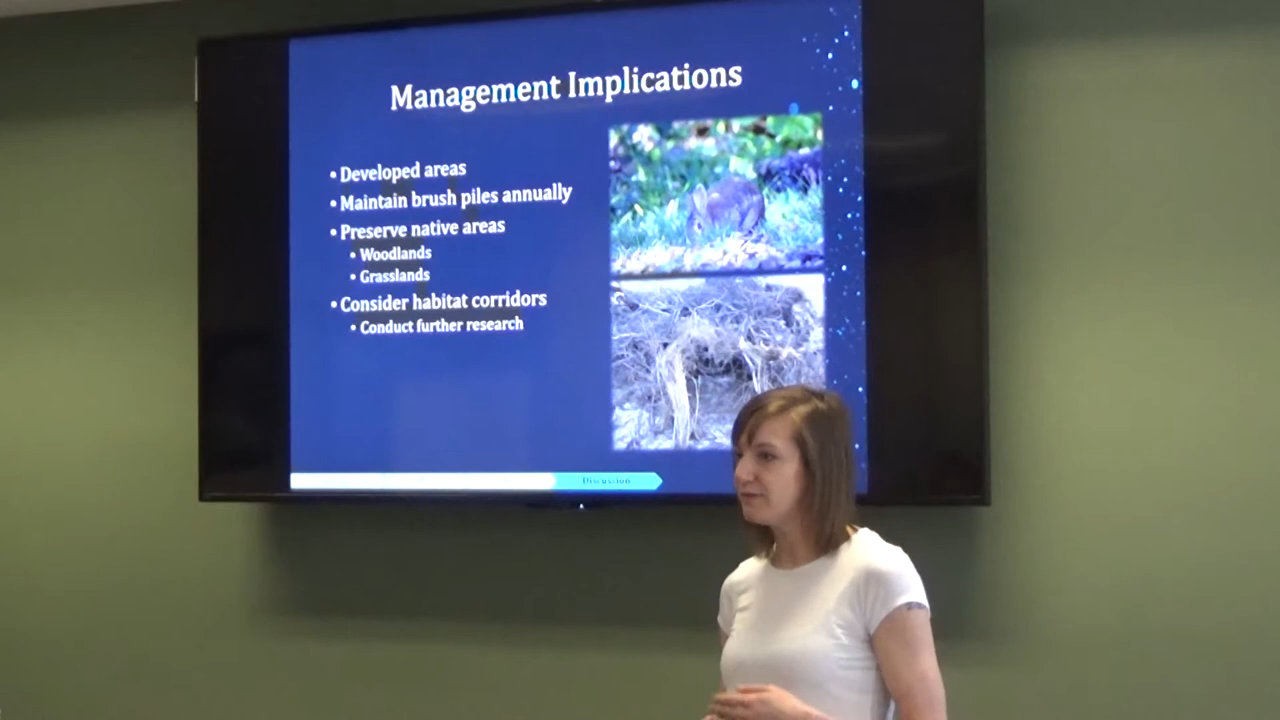 Management Implications
• Developed areas
• Maintain brush piles annually
• Preserve native areas
• Woodlands
• Grasslands
• Consider habitat corridors
• Conduct further research
Discussion